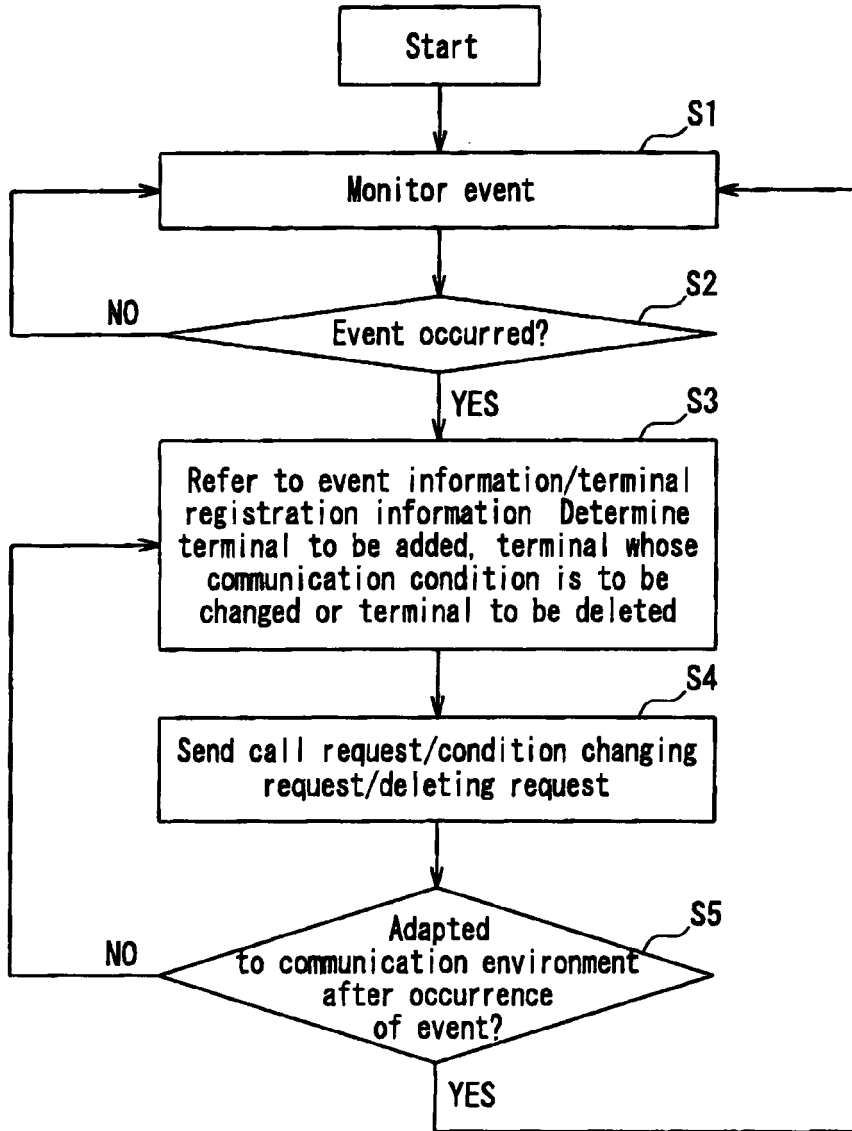 Start
S1
Monitor event
S2
NO
Event occurred?
YES
S3
Refer to event information/terminal
registration information Determine
terminal to be added, terminal whose
communication condition is to be
changed or terminal to be deleted
S4
Send call request/condition changing
request/deleting request
S5
NO
Adapted
to communication environment
after occurrence
of event?
YES